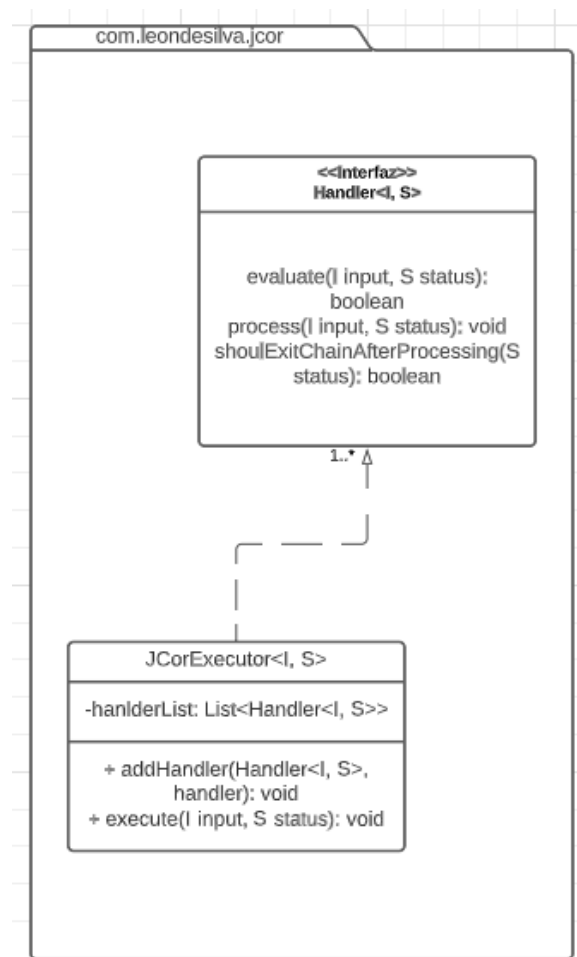 com.leondesilva.jcor
<<Interfaz>>
Handler<I, S>
evaluate(I input, S status):
boolean
process(I input, S status): void
shoulExitChainAfterProcessing(S
status): boolean
1..*
JCorExecutor<I, S>
-hanlderList: List<Handler<I, S>>
+ addHandler(Handler<I, S>,
handler): void
+ execute(I input, S status): void